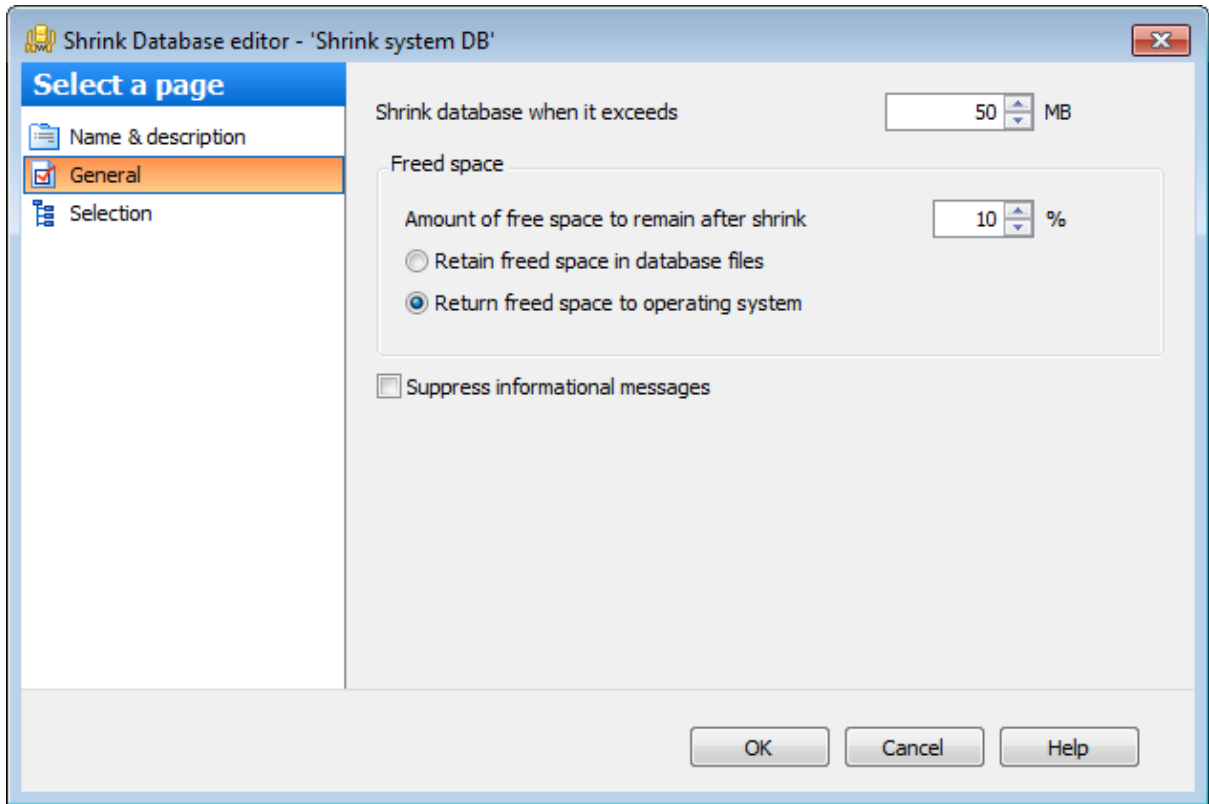 Shrink Database editor - 'Shrink system DB'
Select a page
Name & description
General
Selection
Shrink database when it exceeds 50 MB
Freed space
Amount of free space to remain after shrink 10 %
Retain freed space in database files
Return freed space to operating system
Suppress informational messages
OK Cancel Help